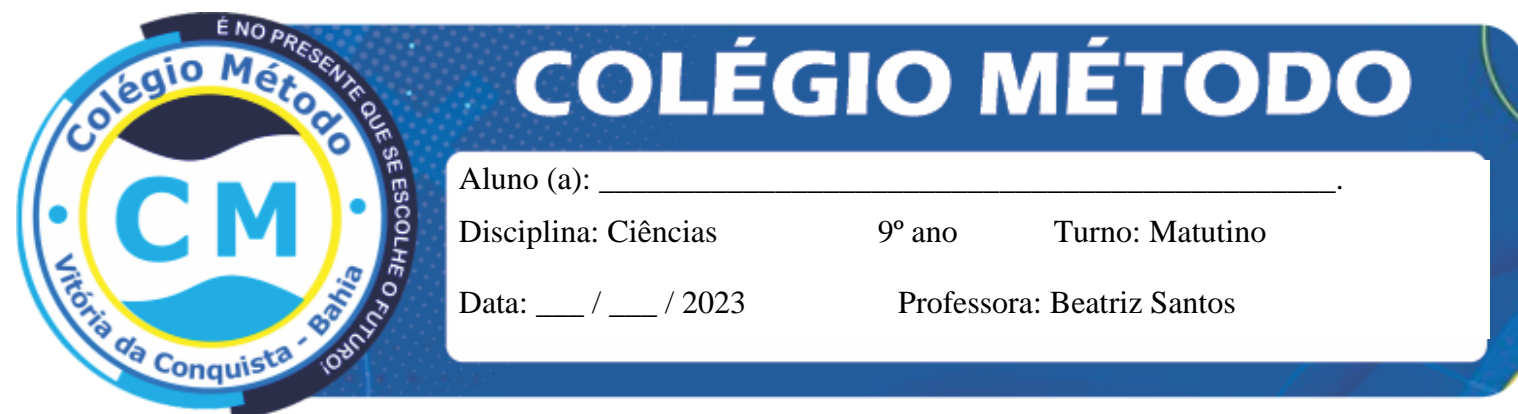 É NO PRESENTE QUE SE ESCOLHE O FUTURO!
Colégio Método
CM
Vitória da Conquista - Bahia
COLÉGIO MÉTODO
Aluno (a): ______________________________________________.
Disciplina: Ciências 9º ano Turno: Matutino
Data: ___ / ___ / 2023 Professora: Beatriz Santos